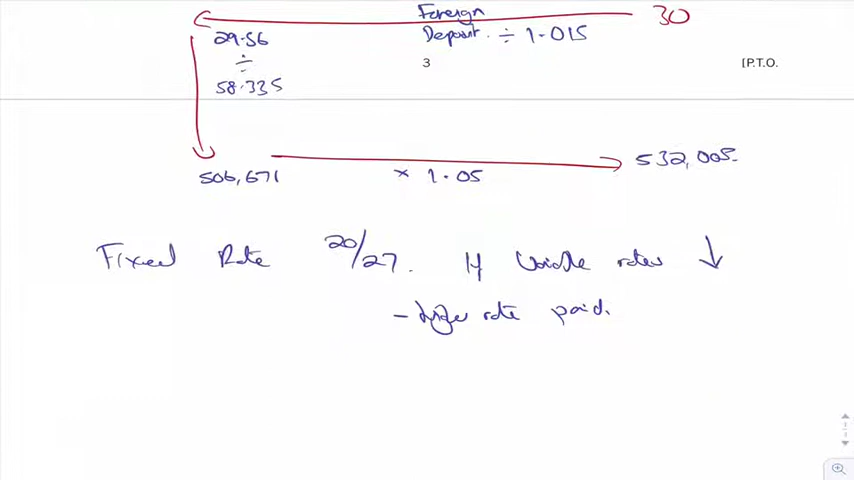 Foreign
30
29.56
Deposit. ÷ 1.015
÷
3
[P.T.O.
58.335
532,005.
506,671
× 1.05
Fixed Rate 20/27. If Variable rates ↓
- Higher rate paid.